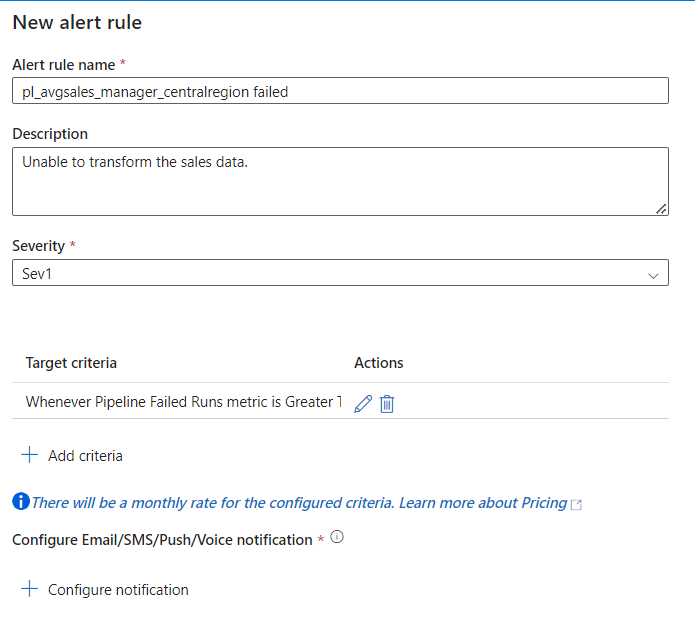 New alert rule
Alert rule name *
pl_avgsales_manager_centralregion failed
Description
Unable to transform the sales data.
Severity *
Sev1
Target criteria Actions
Whenever Pipeline Failed Runs metric is Greater
Add criteria
There will be a monthly rate for the configured criteria. Learn more about Pricing
Configure Email/SMS/Push/Voice notification *
Configure notification